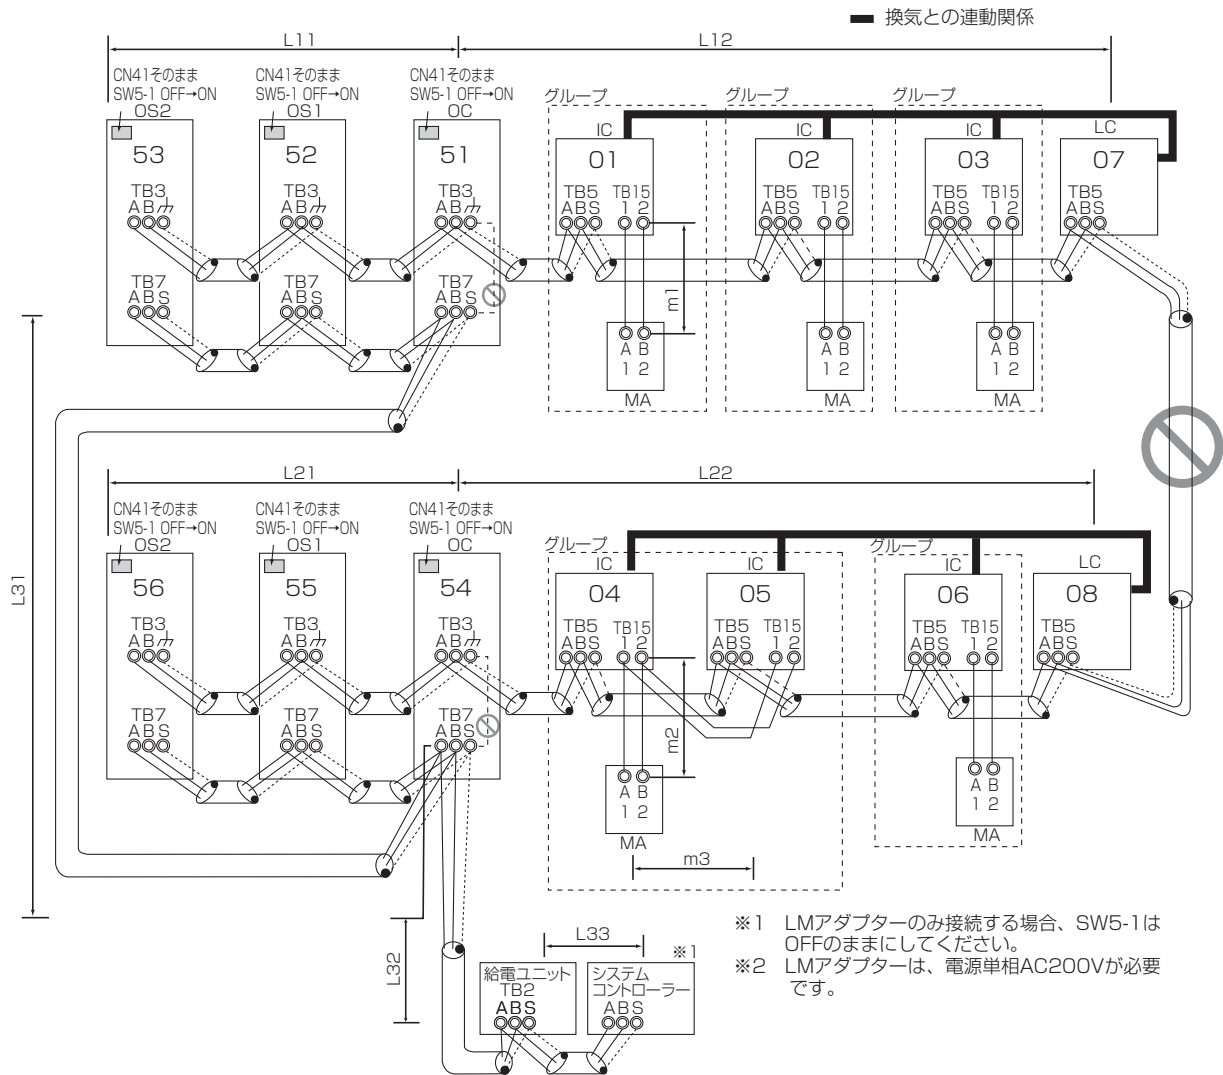 換気との連動関係
L11
L12
CN41そのまま
SW5-1 OFF→ON
OS2
CN41そのまま
SW5-1 OFF→ON
OS1
CN41そのまま
SW5-1 OFF→ON
OC
グループ
グループ
グループ
IC
IC
IC
LC
53
52
51
01
02
03
07
TB3
AB
TB3
AB
TB3
AB
TB5
ABS
TB15
1 2
TB5
ABS
TB15
1 2
TB5
ABS
TB15
1 2
TB5
ABS
TB7
ABS
TB7
ABS
TB7
ABS
m1
A B
1 2
MA
A B
1 2
MA
A B
1 2
MA
L31
L21
L22
CN41そのまま
SW5-1 OFF→ON
OS2
CN41そのまま
SW5-1 OFF→ON
OS1
CN41そのまま
SW5-1 OFF→ON
OC
グループ
グループ
IC
IC
IC
LC
56
55
54
04
05
06
08
TB3
AB
TB3
AB
TB3
AB
TB5
ABS
TB15
1 2
TB5
ABS
TB15
1 2
TB5
ABS
TB15
1 2
TB5
ABS
TB7
ABS
TB7
ABS
TB7
ABS
m2
A B
1 2
MA
A B
1 2
MA
m3
L32
L33
※1
給電ユニット
TB2
ABS
システム
コントローラー
ABS
※1 LMアダプターのみ接続する場合、SW5-1は
OFFのままにしてください。
※2 LMアダプターは、電源単相AC200Vが必要
です。